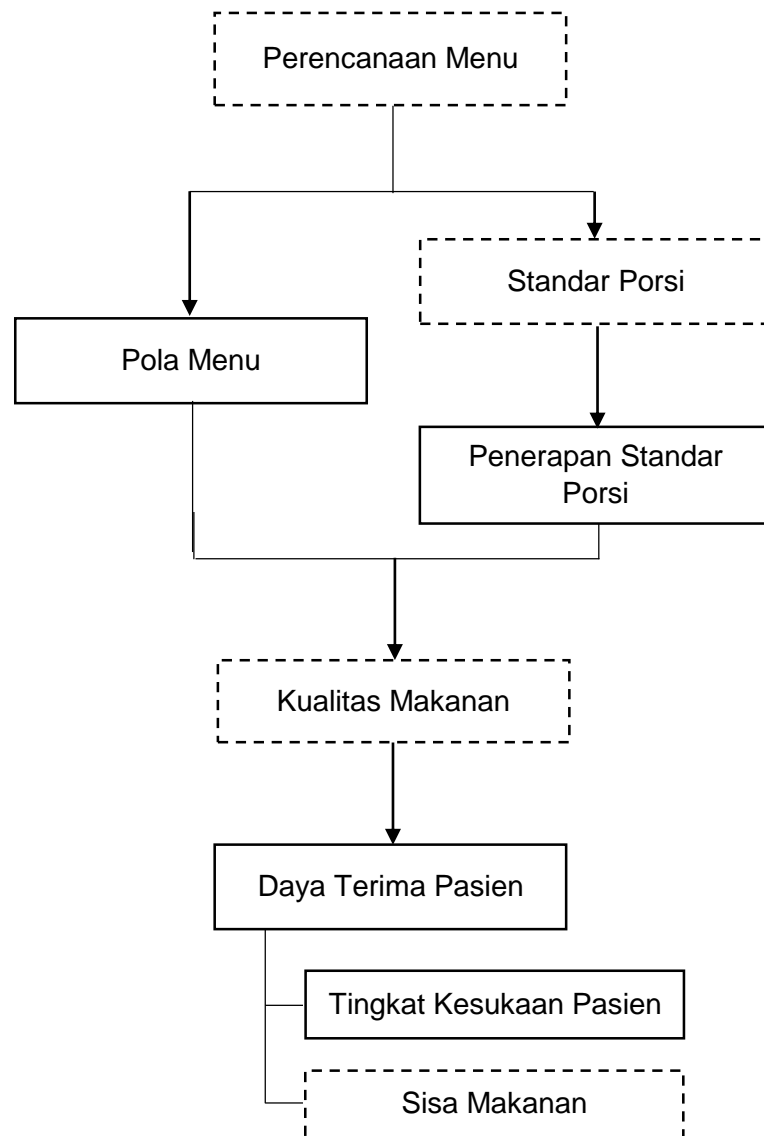 Perencanaan Menu
Standar Porsi
Pola Menu
Penerapan Standar
Porsi
Kualitas Makanan
Daya Terima Pasien
Tingkat Kesukaan Pasien
Sisa Makanan